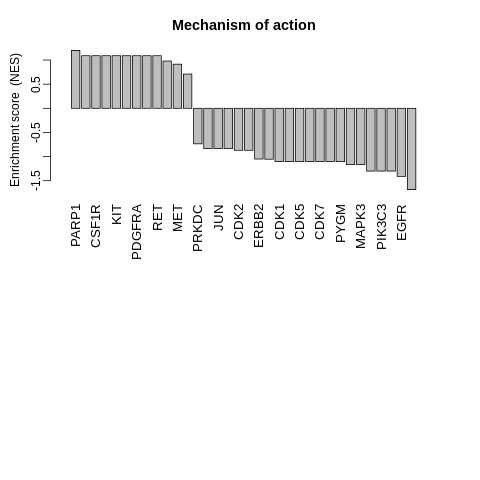 Mechanism of action
Enrichment score  (NES)
0.5
-0.5
-1.5
PARP1
CSF1R
KIT
PDGFRA
RET
MET
PRKDC
JUN
CDK2
ERBB2
CDK1
CDK5
CDK7
PYGM
MAPK3
PIK3C3
EGFR